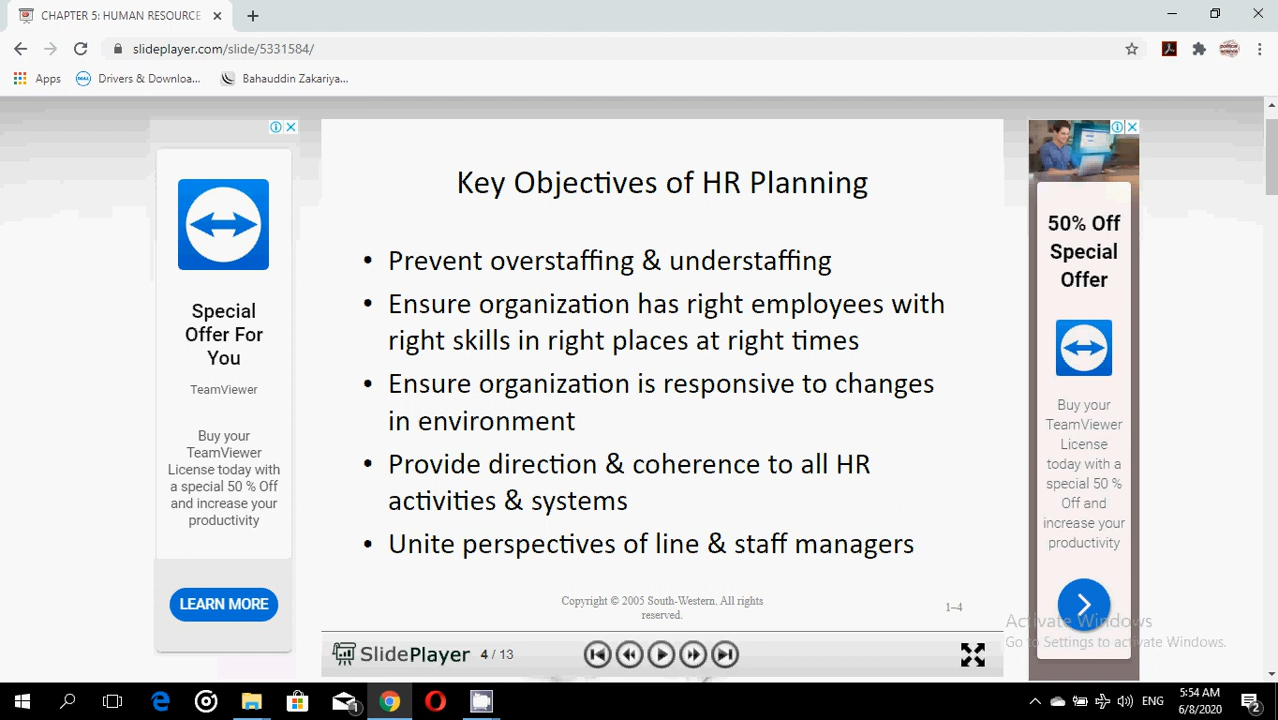 CHAPTER 5: HUMAN RESOURCE
slideplayer.com/slide/5331584/
Apps
Drivers & Downloa...
Bahauddin Zakariya...
Special
Offer For
You
TeamViewer
Buy your
TeamViewer
License today with
a special 50 % Off
and increase your
productivity
LEARN MORE
Key Objectives of HR Planning
• Prevent overstaffing & understaffing
• Ensure organization has right employees with
right skills in right places at right times
• Ensure organization is responsive to changes
in environment
• Provide direction & coherence to all HR
activities & systems
• Unite perspectives of line & staff managers
Copyright © 2005 South-Western. All rights
reserved.
1–4
SlidePlayer 4 / 13
50% Off
Special
Offer
Buy your
TeamViewer
License
today with a
special 50 %
Off and
increase your
productivity
Activate Windows
Go to Settings to activate Windows.
1
ENG
5:54 AM
6/8/2020
2